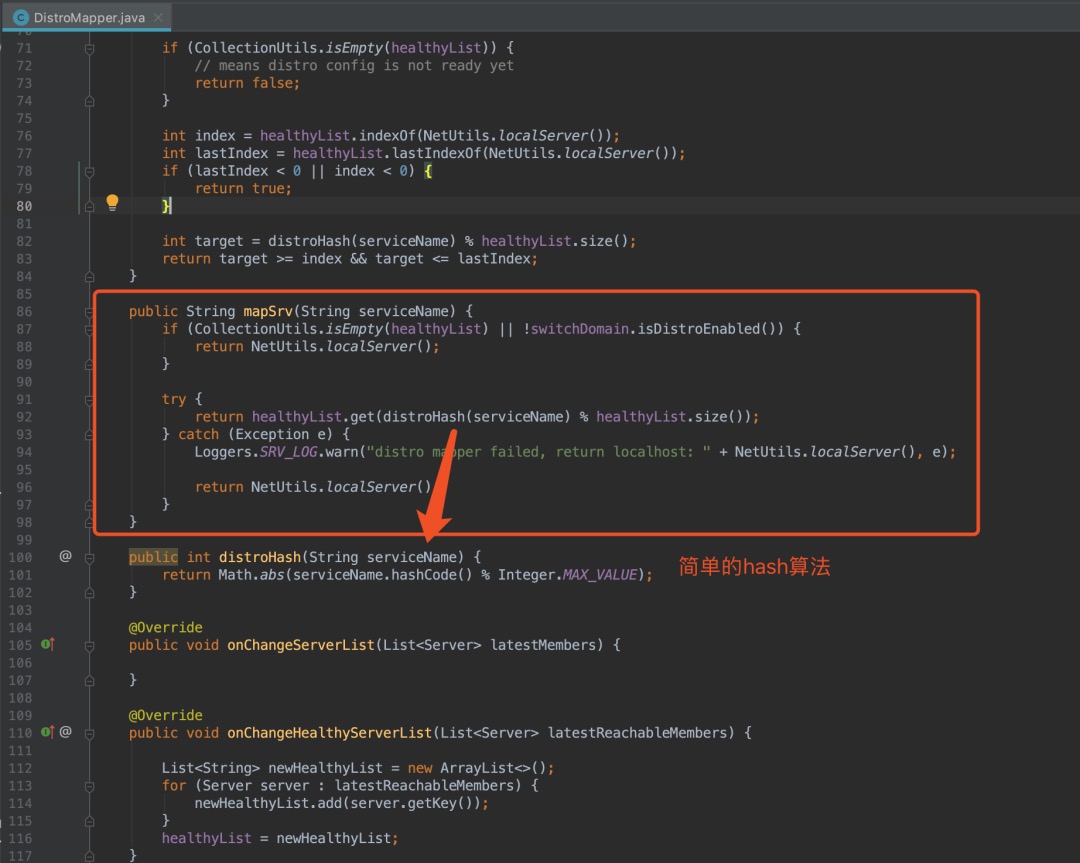 DistroMapper.java
71 if (CollectionUtils.isEmpty(healthyList)) {
72 // means distro config is not ready yet
73 return false;
74 }
75
76 int index = healthyList.indexOf(NetUtils.localServer());
77 int lastIndex = healthyList.lastIndexOf(NetUtils.localServer());
78 if (lastIndex < 0 || index < 0) {
79 return true;
80 }
81
82 int target = distroHash(serviceName) % healthyList.size();
83 return target >= index && target <= lastIndex;
84 }
85
86 public String mapSrv(String serviceName) {
87 if (CollectionUtils.isEmpty(healthyList) || !switchDomain.isDistroEnabled()) {
88 return NetUtils.localServer();
89 }
90
91 try {
92 return healthyList.get(distroHash(serviceName) % healthyList.size());
93 } catch (Exception e) {
94 Loggers.SRV_LOG.warn("distro mapper failed, return localhost: " + NetUtils.localServer(), e);
95
96 return NetUtils.localServer()
97 }
98 }
99
100 @ public int distroHash(String serviceName) {
101 return Math.abs(serviceName.hashCode() % Integer.MAX_VALUE); 简单的hash算法
102 }
103
104 @Override
105 public void onChangeServerList(List<Server> latestMembers) {
106
107 }
108
109 @Override
110 @ public void onChangeHealthyServerList(List<Server> latestReachableMembers) {
111
112 List<String> newHealthyList = new ArrayList<>();
113 for (Server server : latestReachableMembers) {
114 newHealthyList.add(server.getKey());
115 }
116 healthyList = newHealthyList;
117 }